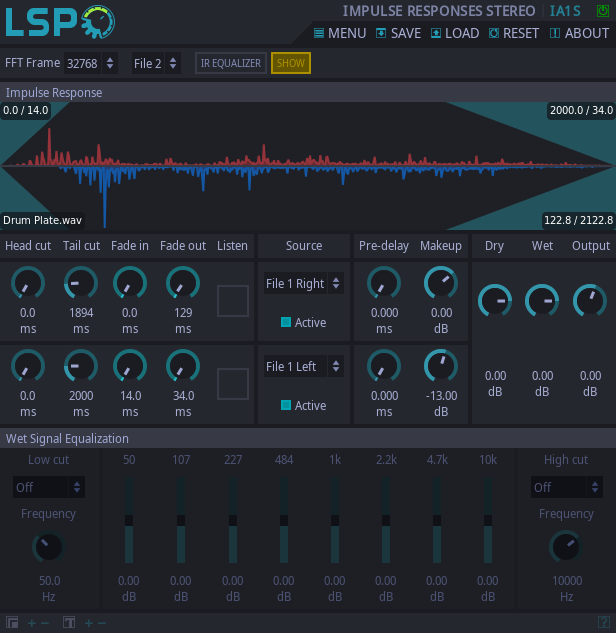 LSP
IMPULSE RESPONSES STEREO IA1S
MENU SAVE LOAD RESET ABOUT
FFT Frame 32768 File 2 IR EQUALIZER SHOW
Impulse Response
0.0 / 14.0 2000.0 / 34.0
Drum Plate.wav 122.8 / 2122.8
Head cut Tail cut Fade in Fade out Listen Source Pre-delay Makeup Dry Wet Output
File 1 Right
0.0 1894 0.0 129 0.000 0.00
ms ms ms ms Active ms dB
File 1 Left
0.00 0.00 0.00
dB dB dB
0.0 2000 14.0 34.0 0.000 -13.00
ms ms ms ms Active ms dB
Wet Signal Equalization
Low cut 50 107 227 484 1k 2.2k 4.7k 10k High cut
Off Off
Frequency Frequency
50.0 0.00 0.00 0.00 0.00 0.00 0.00 0.00 0.00 10000
Hz dB dB dB dB dB dB dB dB Hz
+ - T + - ?